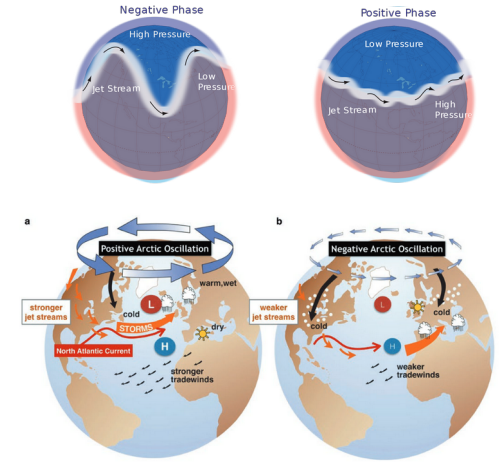 Negative Phase
High Pressure
Low
Pressure
Jet Stream
Positive Phase
Low Pressure
Jet Stream
High
Pressure
a
Positive Arctic Oscillation
warm,wet
stronger
jet streams
cold
L
STORMS
dry
North Atlantic Current
H
stronger
tradewinds
b
Negative Arctic Oscillation
weaker
jet streams
cold
L
cold
H
weaker
tradewinds